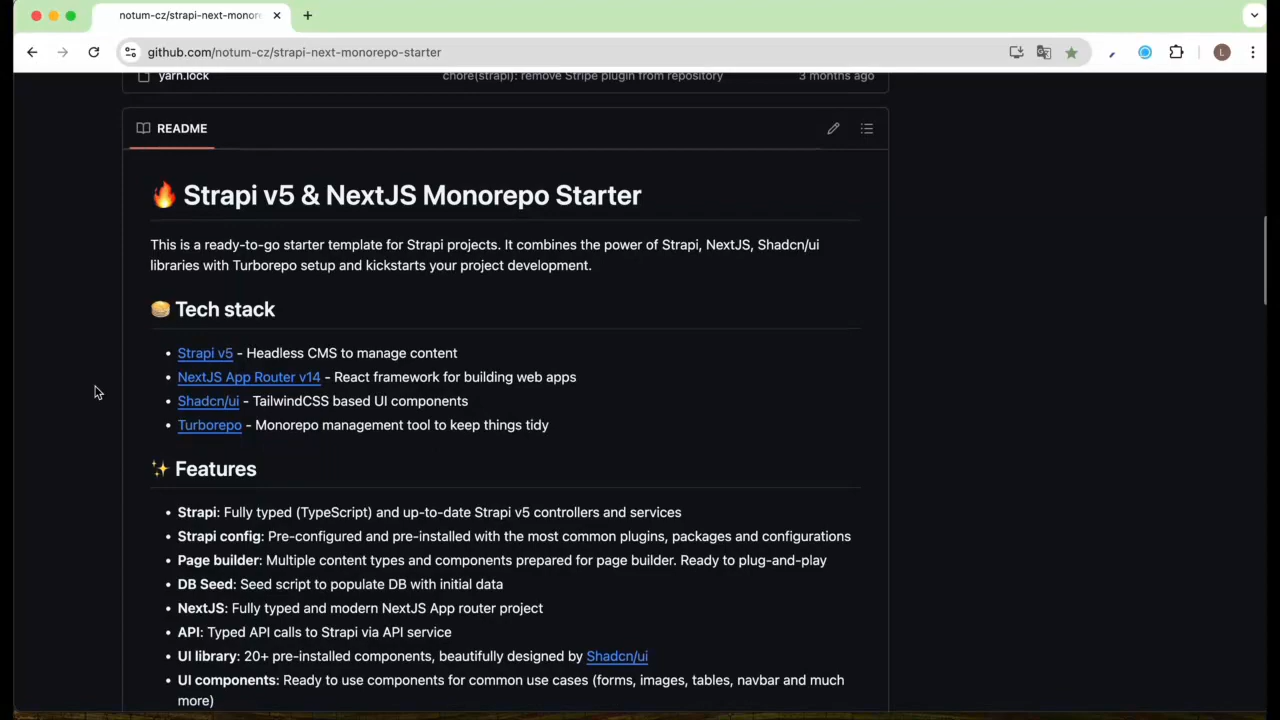 notum-cz/strapi-next-monore
github.com/notum-cz/strapi-next-monorepo-starter
L
yarn.lock chore(strapi): remove Stripe plugin from repository 3 months ago
README
🔥 Strapi v5 & NextJS Monorepo Starter
This is a ready-to-go starter template for Strapi projects. It combines the power of Strapi, NextJS, Shadcn/ui
libraries with Turborepo setup and kickstarts your project development.
🥞 Tech stack
• Strapi v5 - Headless CMS to manage content
• NextJS App Router v14 - React framework for building web apps
• Shadcn/ui - TailwindCSS based UI components
• Turborepo - Monorepo management tool to keep things tidy
✨ Features
• Strapi: Fully typed (TypeScript) and up-to-date Strapi v5 controllers and services
• Strapi config: Pre-configured and pre-installed with the most common plugins, packages and configurations
• Page builder: Multiple content types and components prepared for page builder. Ready to plug-and-play
• DB Seed: Seed script to populate DB with initial data
• NextJS: Fully typed and modern NextJS App router project
• API: Typed API calls to Strapi via API service
• UI library: 20+ pre-installed components, beautifully designed by Shadcn/ui
• UI components: Ready to use components for common use cases (forms, images, tables, navbar and much
more)